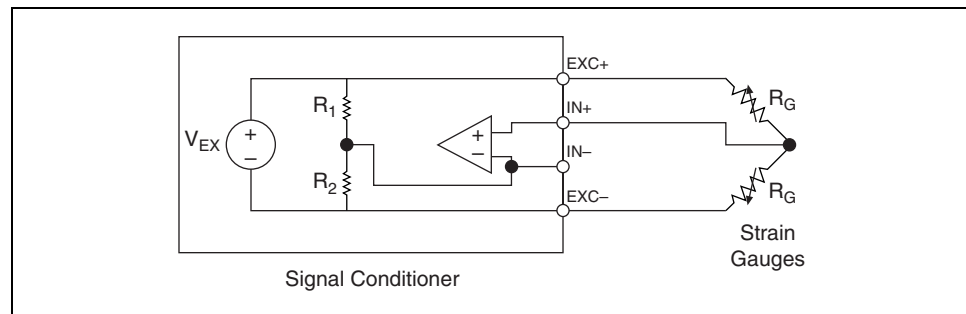 EXC+
R1
RG
IN+
VEX
+
–
+
–
IN–
R2
RG
EXC–
Strain
Gauges
Signal Conditioner